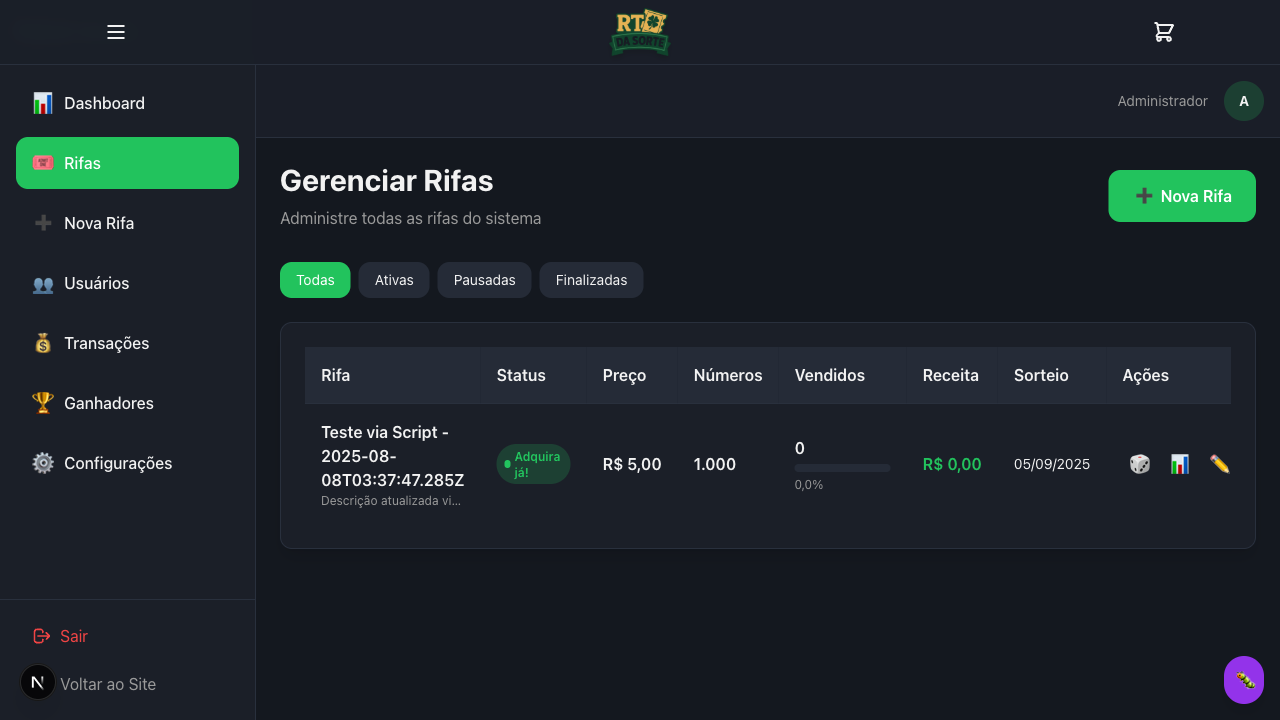 RT
DA SORTE
Dashboard
Administrador
A
Rifas
Nova Rifa
Usuários
Transações
Ganhadores
Configurações
Sair
N
Voltar ao Site
Gerenciar Rifas
Administre todas as rifas do sistema
Nova Rifa
Todas
Ativas
Pausadas
Finalizadas
Rifa
Status
Preço
Números
Vendidos
Receita
Sorteio
Ações
Teste via Script -
2025-08-
08T03:37:47.285Z
Descrição atualizada vi...
Adquira
já!
R$ 5,00
1.000
0
0,0%
R$ 0,00
05/09/2025